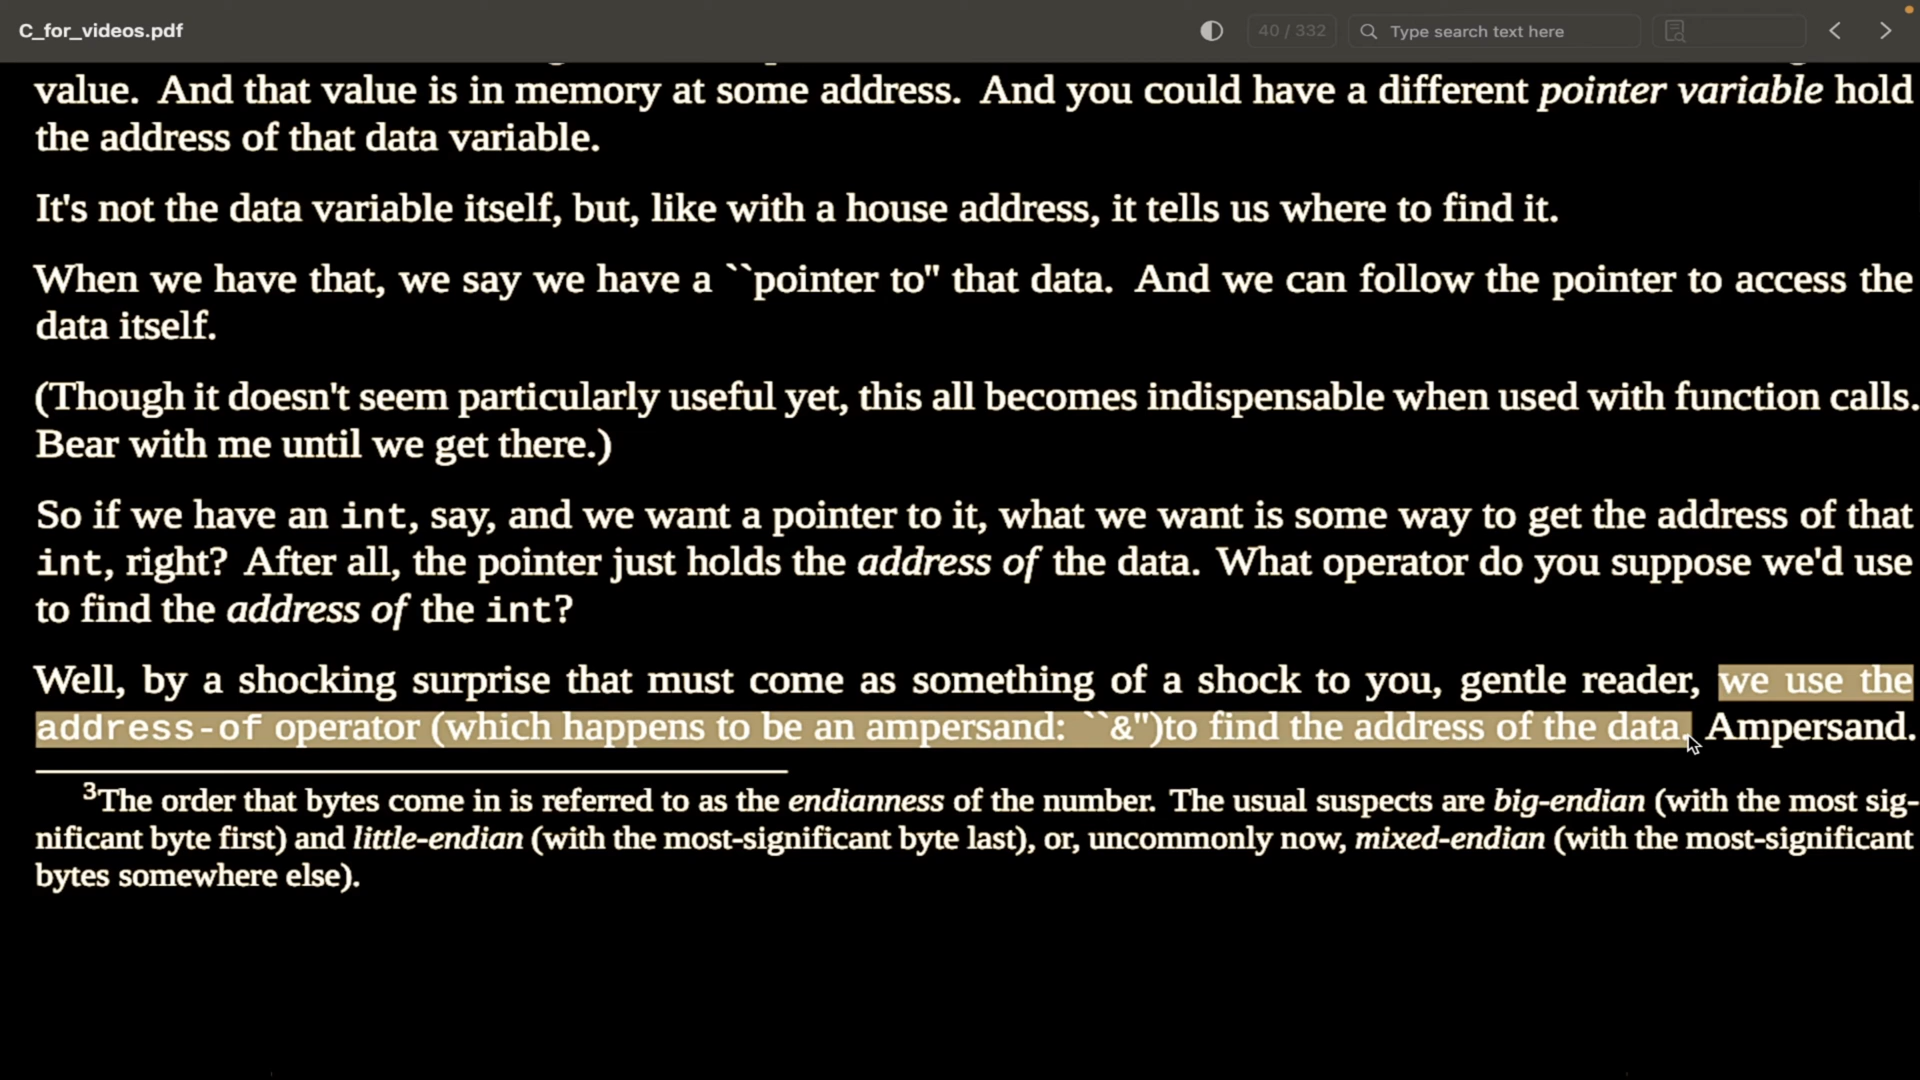 C_for_videos.pdf
40 / 332
Type search text here
value. And that value is in memory at some address. And you could have a different pointer variable hold
the address of that data variable.
It's not the data variable itself, but, like with a house address, it tells us where to find it.
When we have that, we say we have a ``pointer to" that data. And we can follow the pointer to access the
data itself.
(Though it doesn't seem particularly useful yet, this all becomes indispensable when used with function calls.
Bear with me until we get there.)
So if we have an int, say, and we want a pointer to it, what we want is some way to get the address of that
int, right? After all, the pointer just holds the address of the data. What operator do you suppose we'd use
to find the address of the int?
Well, by a shocking surprise that must come as something of a shock to you, gentle reader, we use the
address-of operator (which happens to be an ampersand: ``&")to find the address of the data. Ampersand.
3The order that bytes come in is referred to as the endianness of the number. The usual suspects are big-endian (with the most sig-
nificant byte first) and little-endian (with the most-significant byte last), or, uncommonly now, mixed-endian (with the most-significant
bytes somewhere else).